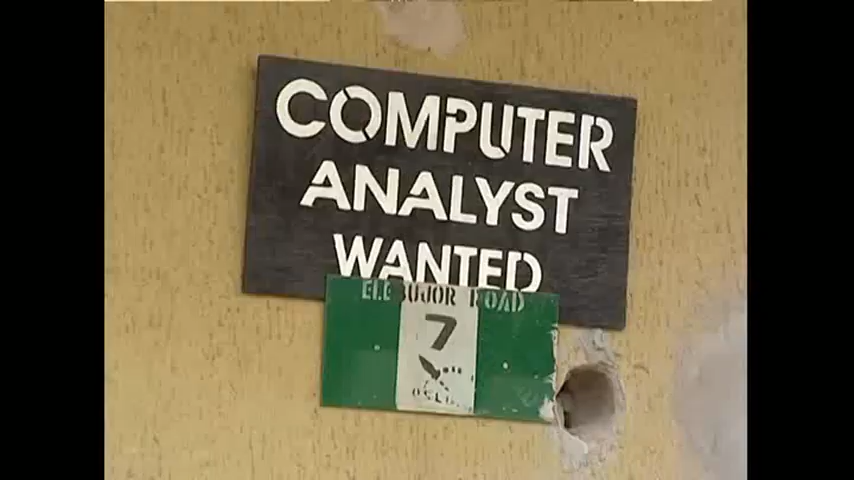 COMPUTER
ANALYST
WANTED
ROAD
7